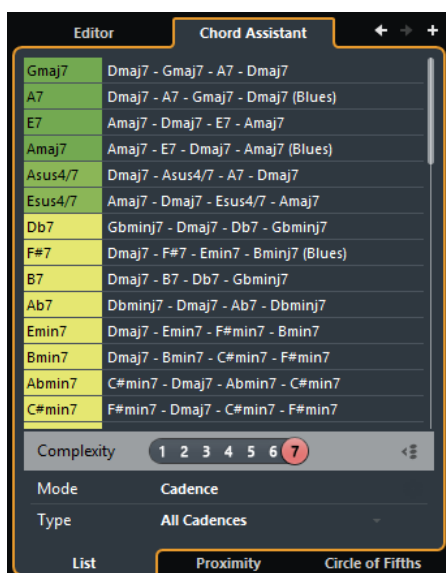 Editor Chord Assistant
Gmaj7 Dmaj7 - Gmaj7 - A7 - Dmaj7
A7 Dmaj7 - A7 - Gmaj7 - Dmaj7 (Blues)
E7 Amaj7 - Dmaj7 - E7 - Amaj7
Amaj7 Amaj7 - E7 - Dmaj7 - Amaj7 (Blues)
Asus4/7 Dmaj7 - Asus4/7 - A7 - Dmaj7
Esus4/7 Amaj7 - Dmaj7 - Esus4/7 - Amaj7
Db7 Gbminj7 - Dmaj7 - Db7 - Gbminj7
F#7 Dmaj7 - F#7 - Emin7 - Bminj7 (Blues)
B7 Dmaj7 - B7 - Db7 - Gbminj7
Ab7 Dbminj7 - Dmaj7 - Ab7 - Dbminj7
Emin7 Dmaj7 - Emin7 - F#min7 - Bmin7
Bmin7 Dmaj7 - Bmin7 - C#min7 - F#min7
Abmin7 C#min7 - Dmaj7 - Abmin7 - C#min7
C#min7 F#min7 - Dmaj7 - C#min7 - F#min7
Complexity 1 2 3 4 5 6 7
Mode Cadence
Type All Cadences
List Proximity Circle of Fifths